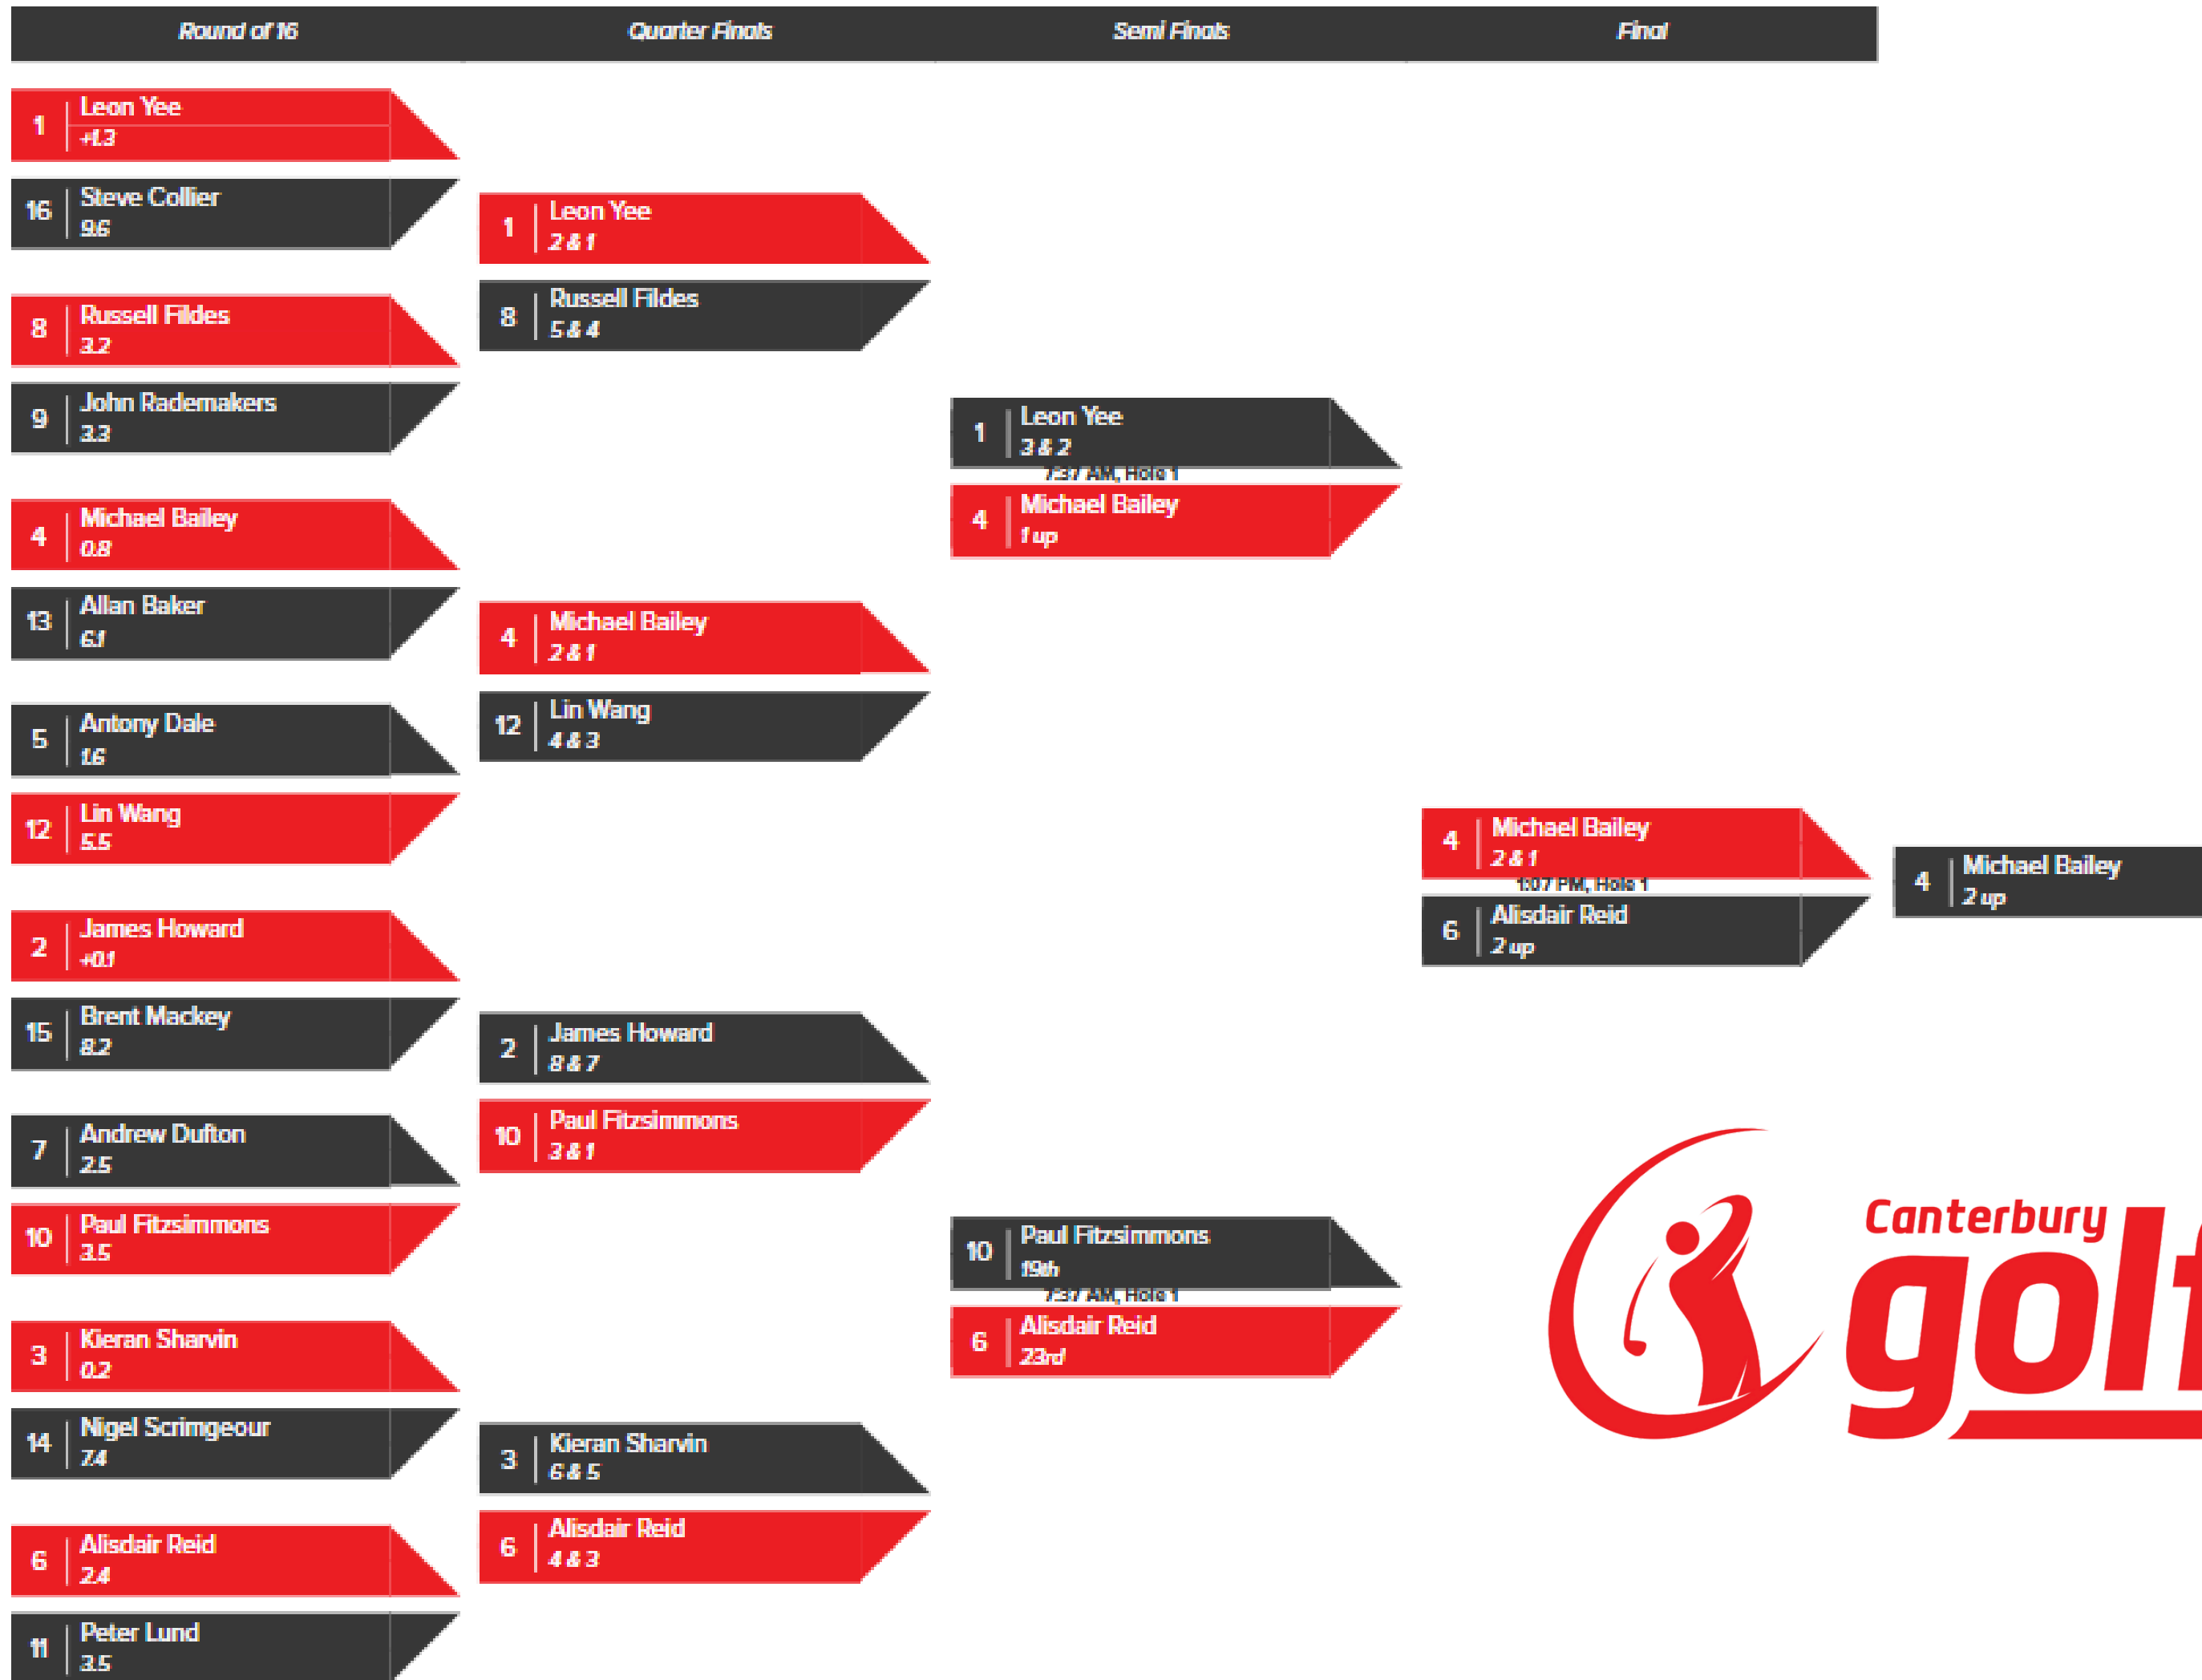 Round of 16
Quarter Finals
Semi Finals
Final
1
Leon Yee
+1.3
16
Steve Collier
9.6
8
Russell Fildes
3.2
9
John Rademakers
3.3
4
Michael Bailey
0.8
13
Allan Baker
6.1
5
Antony Dale
1.6
12
Lin Wang
5.5
2
James Howard
+0.1
15
Brent Mackey
8.2
7
Andrew Dufton
2.5
10
Paul Fitzsimmons
3.5
3
Kieran Sharvin
0.2
14
Nigel Scrimgeour
7.4
6
Alisdair Reid
2.4
11
Peter Lund
3.5
1
Leon Yee
2 & 1
8
Russell Fildes
5 & 4
4
Michael Bailey
2 & 1
12
Lin Wang
4 & 3
2
James Howard
8 & 7
10
Paul Fitzsimmons
3 & 1
3
Kieran Sharvin
6 & 5
6
Alisdair Reid
4 & 3
1
Leon Yee
3 & 2
7:37 AM, Hole 1
4
Michael Bailey
1 up
10
Paul Fitzsimmons
19th
7:37 AM, Hole 1
6
Alisdair Reid
23rd
4
Michael Bailey
2 & 1
1:07 PM, Hole 1
6
Alisdair Reid
2 up
4
Michael Bailey
2 up
Canterbury
golf